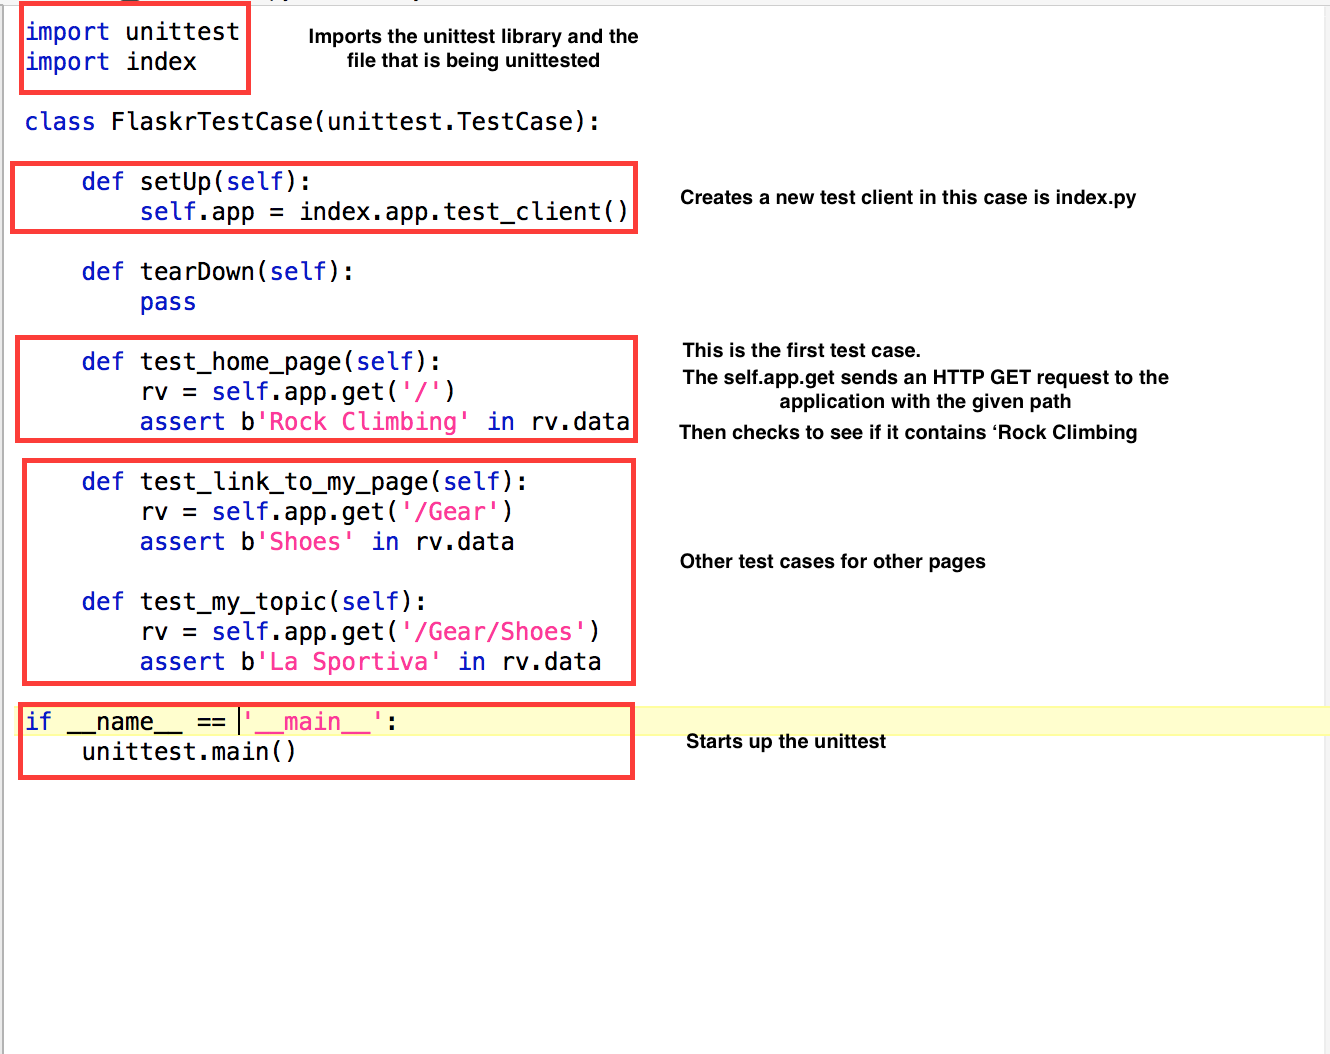 import unittest
import index
Imports the unittest library and the
file that is being unittested
class FlaskrTestCase(unittest.TestCase):
def setUp(self):
self.app = index.app.test_client()
Creates a new test client in this case is index.py
def tearDown(self):
pass
def test_home_page(self):
rv = self.app.get('/')
assert b'Rock Climbing' in rv.data
This is the first test case.
The self.app.get sends an HTTP GET request to the
application with the given path
Then checks to see if it contains ‘Rock Climbing
def test_link_to_my_page(self):
rv = self.app.get('/Gear')
assert b'Shoes' in rv.data
def test_my_topic(self):
rv = self.app.get('/Gear/Shoes')
assert b'La Sportiva' in rv.data
Other test cases for other pages
if __name__ == '__main__':
unittest.main()
Starts up the unittest